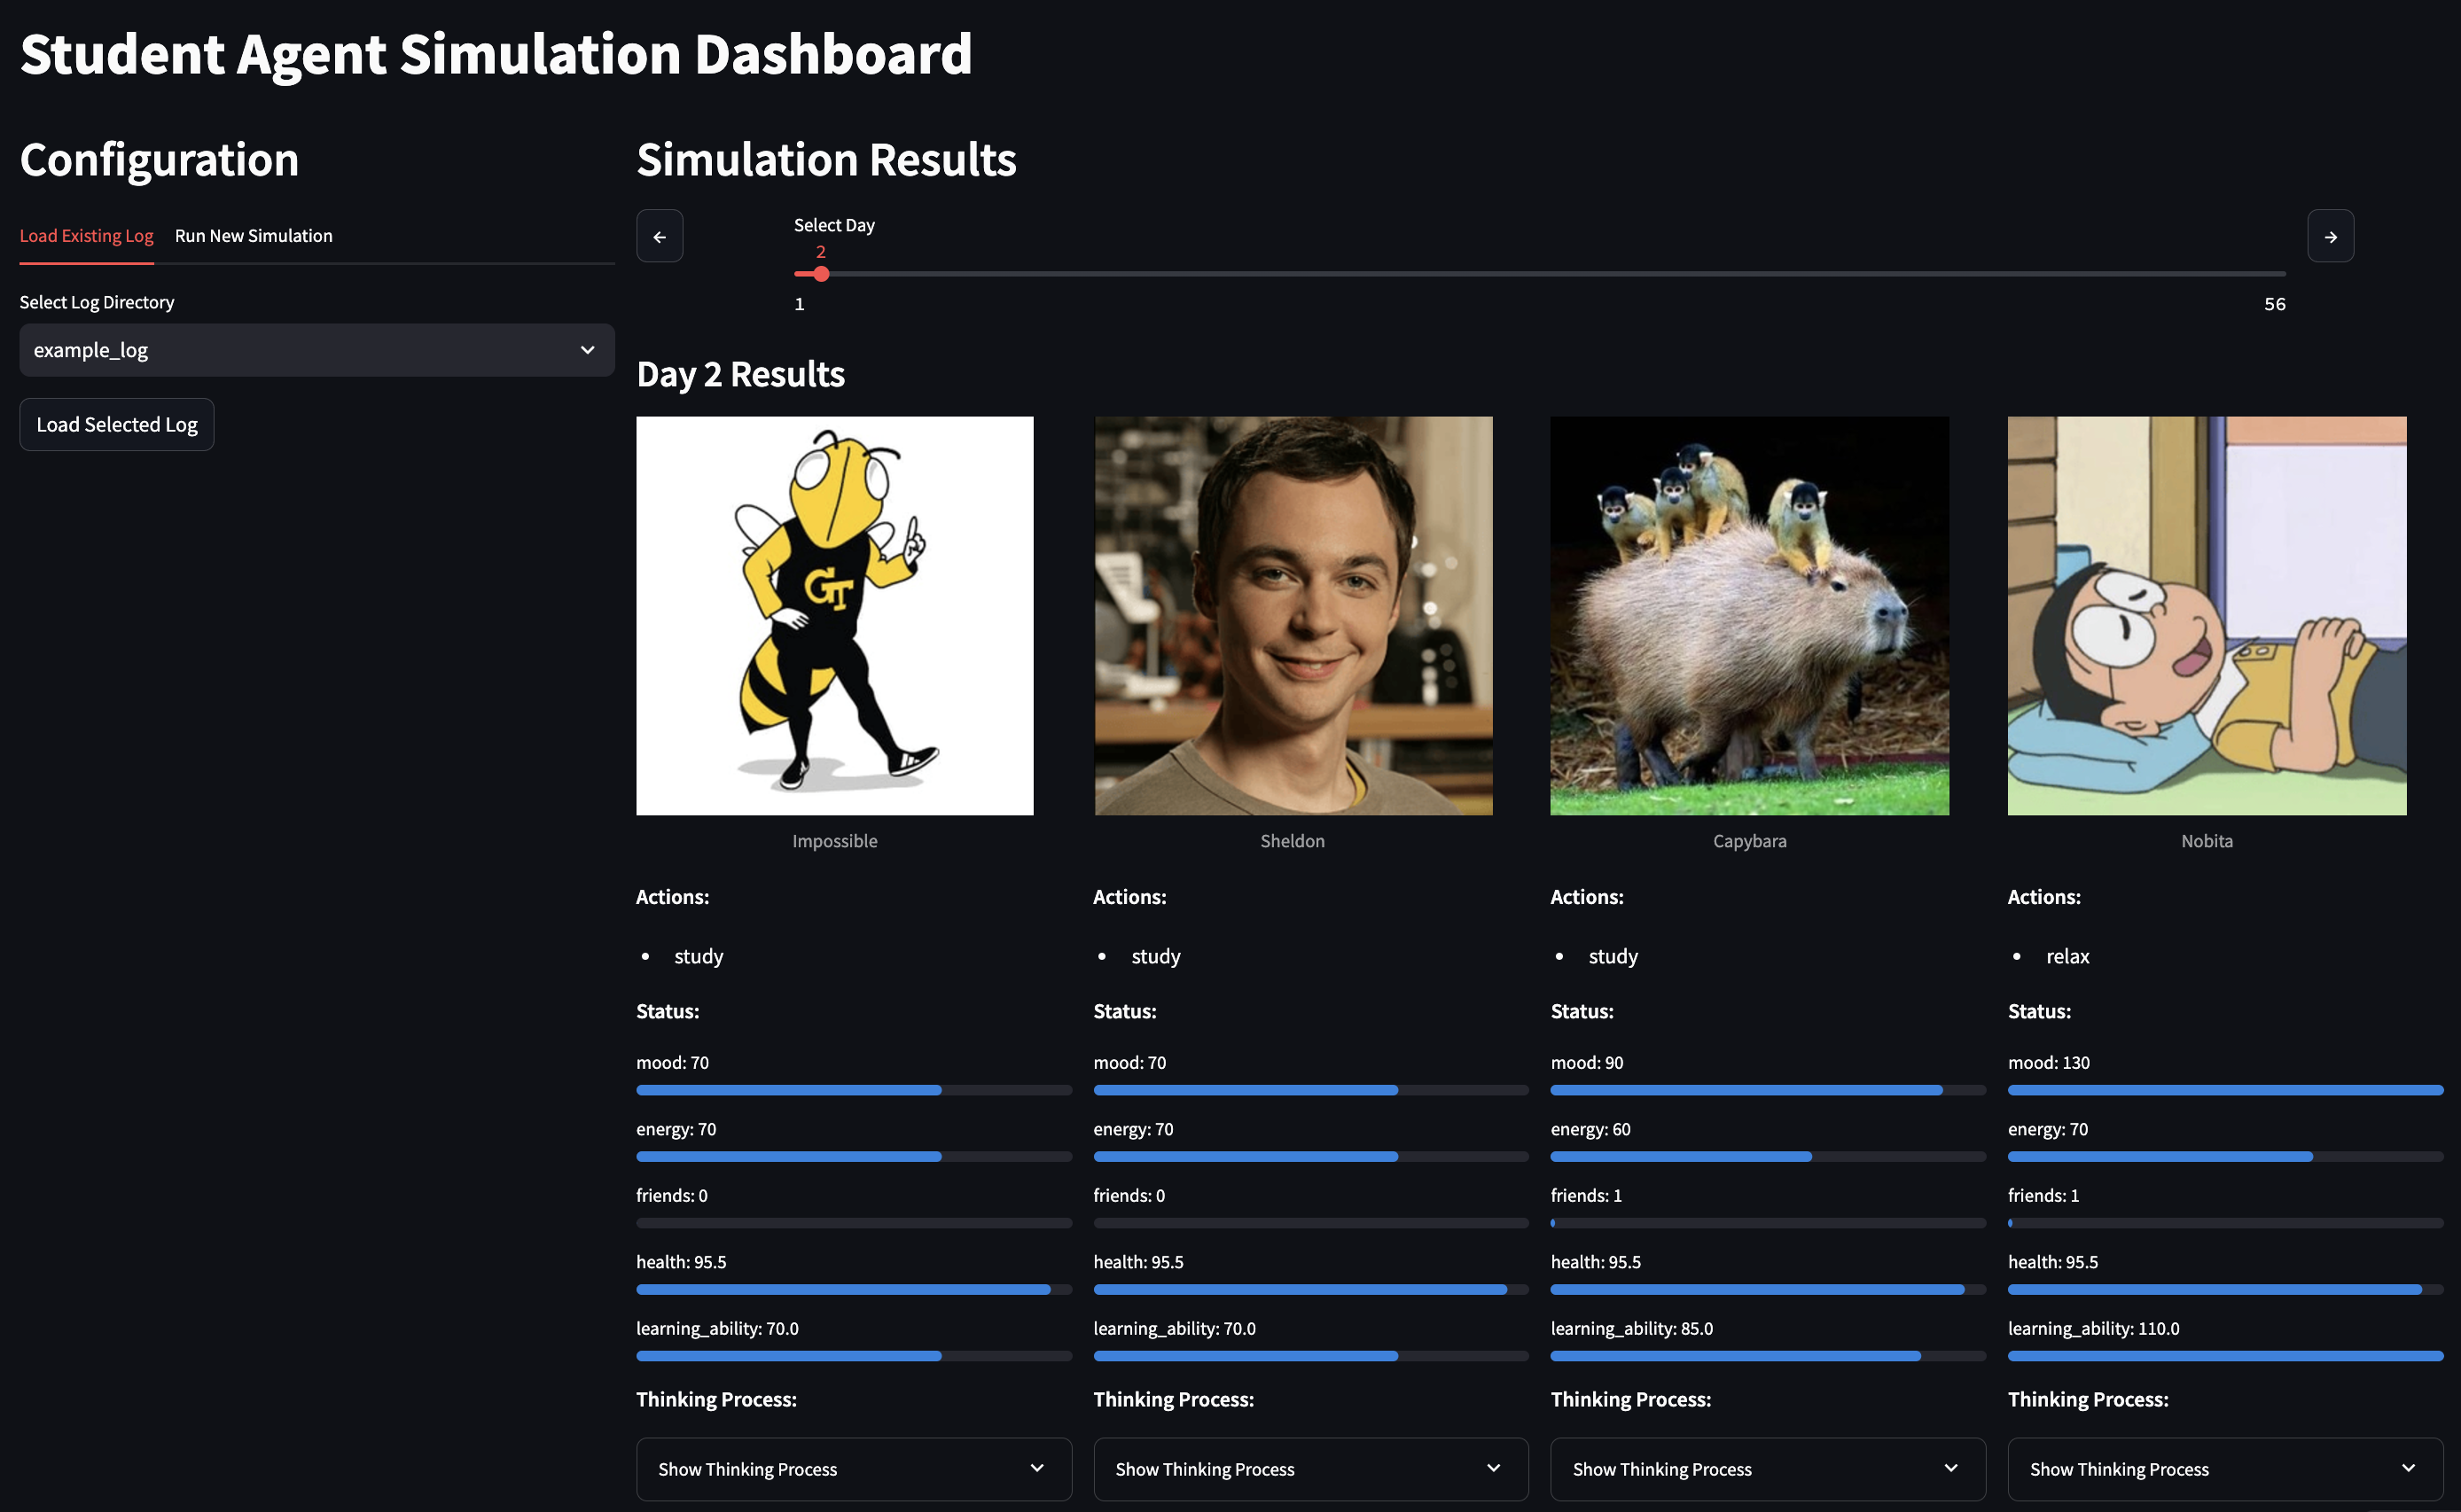 Student Agent Simulation Dashboard
Configuration
Load Existing Log Run New Simulation
Select Log Directory
example_log
Load Selected Log
Simulation Results
←
Select Day
2
1 56
→
Day 2 Results
GT
Impossible
Actions:
• study
Status:
mood: 70
energy: 70
friends: 0
health: 95.5
learning_ability: 70.0
Thinking Process:
Show Thinking Process
Sheldon
Actions:
• study
Status:
mood: 70
energy: 70
friends: 0
health: 95.5
learning_ability: 70.0
Thinking Process:
Show Thinking Process
Capybara
Actions:
• study
Status:
mood: 90
energy: 60
friends: 1
health: 95.5
learning_ability: 85.0
Thinking Process:
Show Thinking Process
Nobita
Actions:
• relax
Status:
mood: 130
energy: 70
friends: 1
health: 95.5
learning_ability: 110.0
Thinking Process:
Show Thinking Process